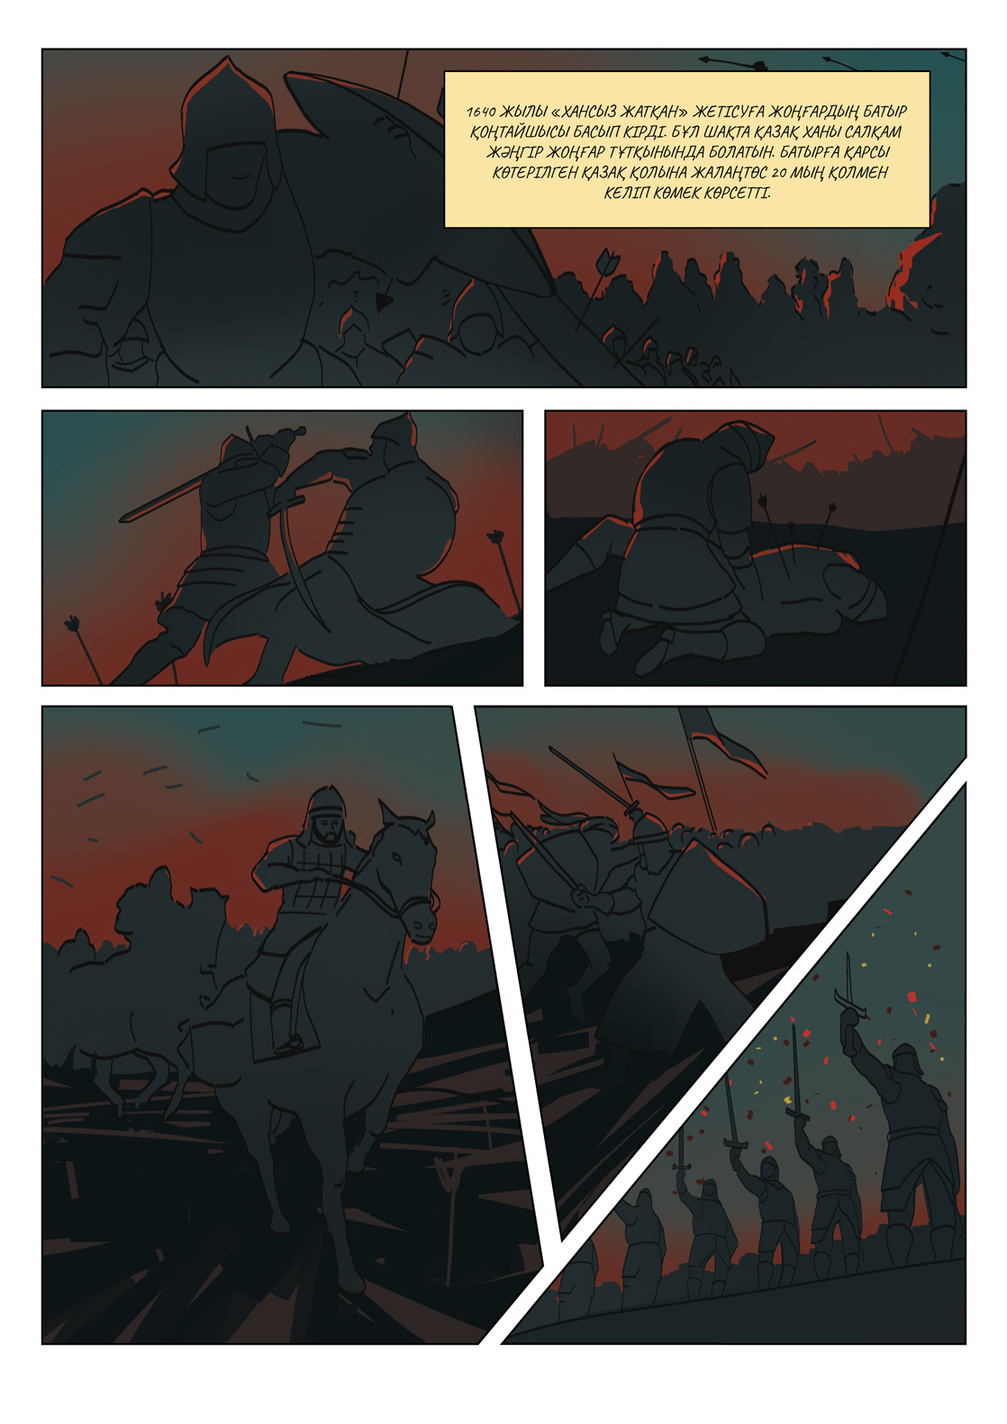 1640 ЖЫЛЫ «ХАНСЫЗ ЖАТҚАН» ЖЕТІСУҒА ЖОҢҒАРДЫҢ БАТЫР
ҚОҢТАЙШЫСЫ БАСЫП КІРДІ. БҰЛ ШАҚТА ҚАЗАҚ ХАНЫ САЛҚАМ
ЖӘҢГІР ЖОҢҒАР ТҰТҚЫНЫНДА БОЛАТЫН. БАТЫРҒА ҚАРСЫ
КӨТЕРІЛГЕН ҚАЗАҚ ҚОЛЫНА ЖАЛАҢТӨС 20 МЫҢ ҚОЛМЕН
КЕЛІП КӨМЕК КӨРСЕТТІ.